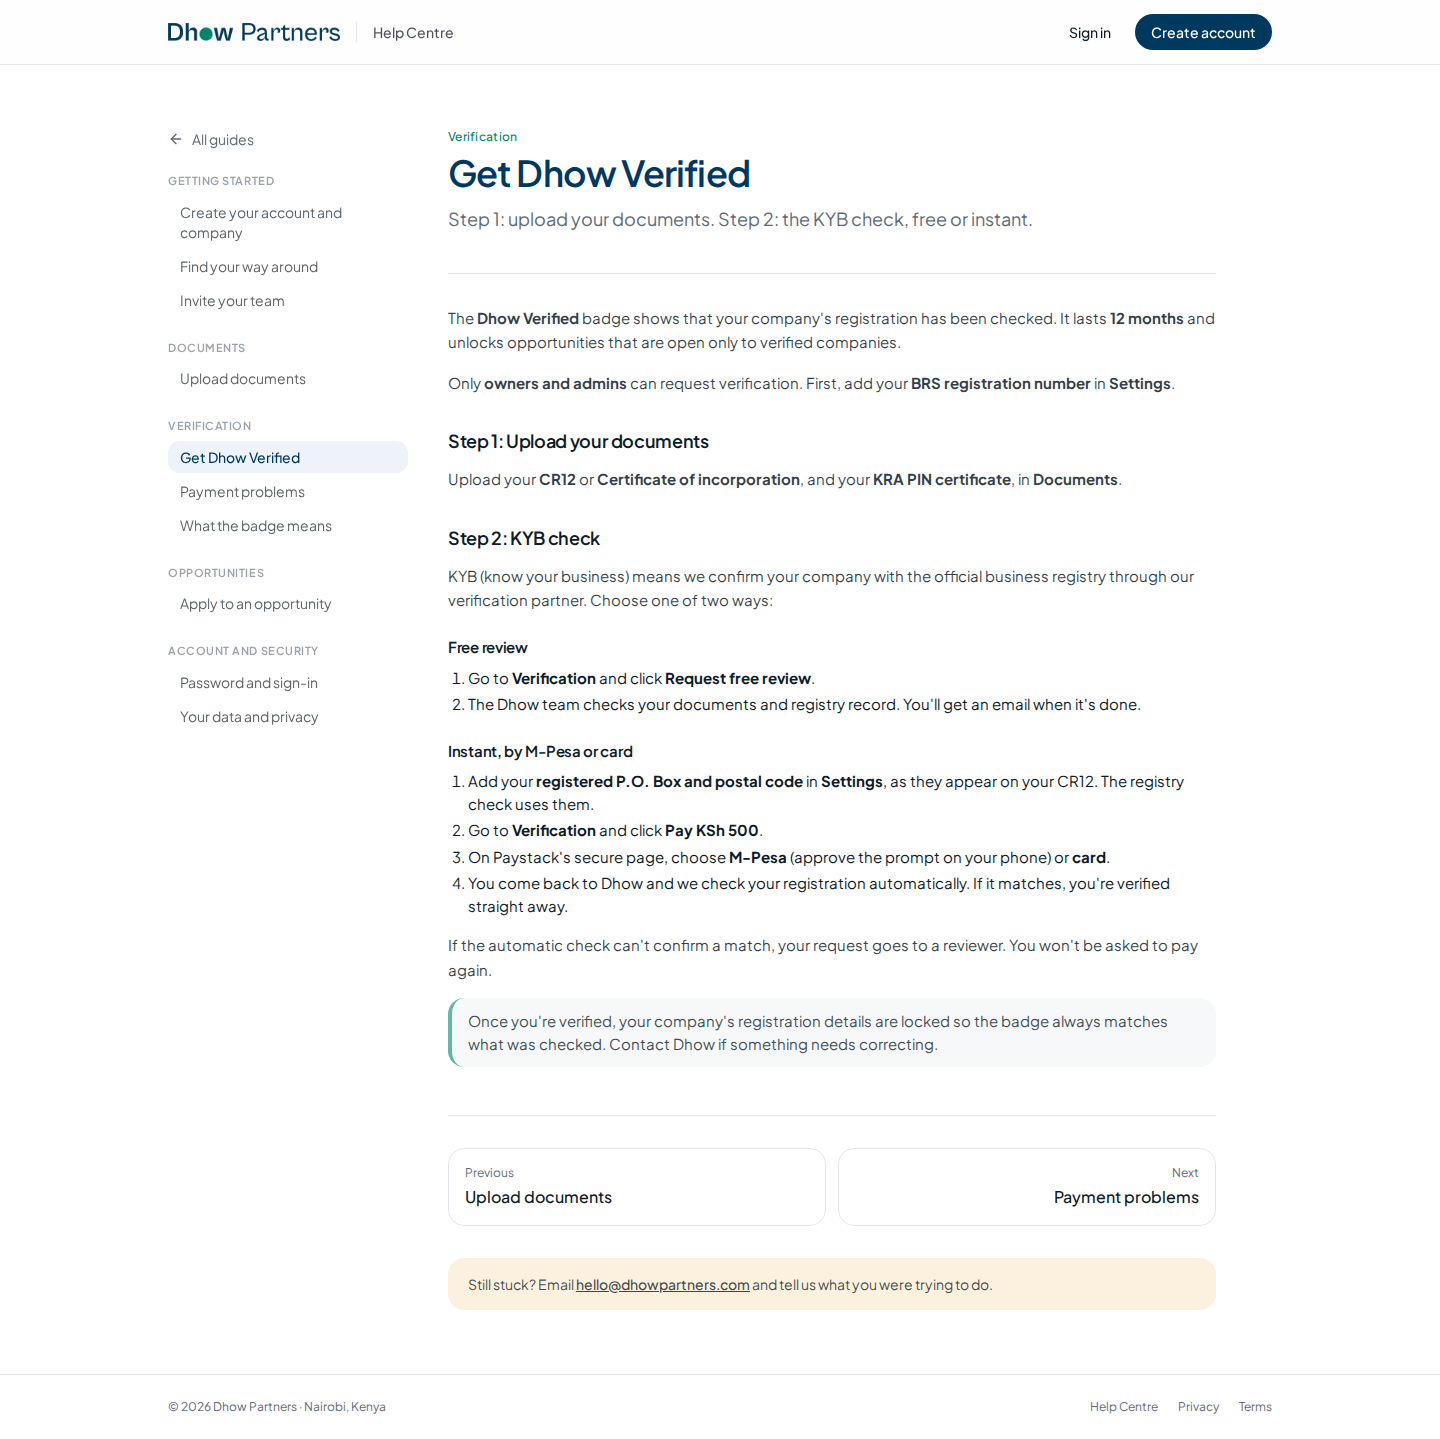 Dhow Partners
Help Centre
Sign in
Create account
All guides
GETTING STARTED
Create your account and
company
Find your way around
Invite your team
DOCUMENTS
Upload documents
VERIFICATION
Get Dhow Verified
Payment problems
What the badge means
OPPORTUNITIES
Apply to an opportunity
ACCOUNT AND SECURITY
Password and sign-in
Your data and privacy
Verification
Get Dhow Verified
Step 1: upload your documents. Step 2: the KYB check, free or instant.
The Dhow Verified badge shows that your company's registration has been checked. It lasts 12 months and
unlocks opportunities that are open only to verified companies.
Only owners and admins can request verification. First, add your BRS registration number in Settings.
Step 1: Upload your documents
Upload your CR12 or Certificate of incorporation, and your KRA PIN certificate, in Documents.
Step 2: KYB check
KYB (know your business) means we confirm your company with the official business registry through our
verification partner. Choose one of two ways:
Free review
1. Go to Verification and click Request free review.
2. The Dhow team checks your documents and registry record. You'll get an email when it's done.
Instant, by M-Pesa or card
1. Add your registered P.O. Box and postal code in Settings, as they appear on your CR12. The registry
check uses them.
2. Go to Verification and click Pay KSh 500.
3. On Paystack's secure page, choose M-Pesa (approve the prompt on your phone) or card.
4. You come back to Dhow and we check your registration automatically. If it matches, you're verified
straight away.
If the automatic check can't confirm a match, your request goes to a reviewer. You won't be asked to pay
again.
Once you're verified, your company's registration details are locked so the badge always matches
what was checked. Contact Dhow if something needs correcting.
Previous
Upload documents
Next
Payment problems
Still stuck? Email hello@dhowpartners.com and tell us what you were trying to do.
© 2026 Dhow Partners · Nairobi, Kenya
Help Centre
Privacy
Terms